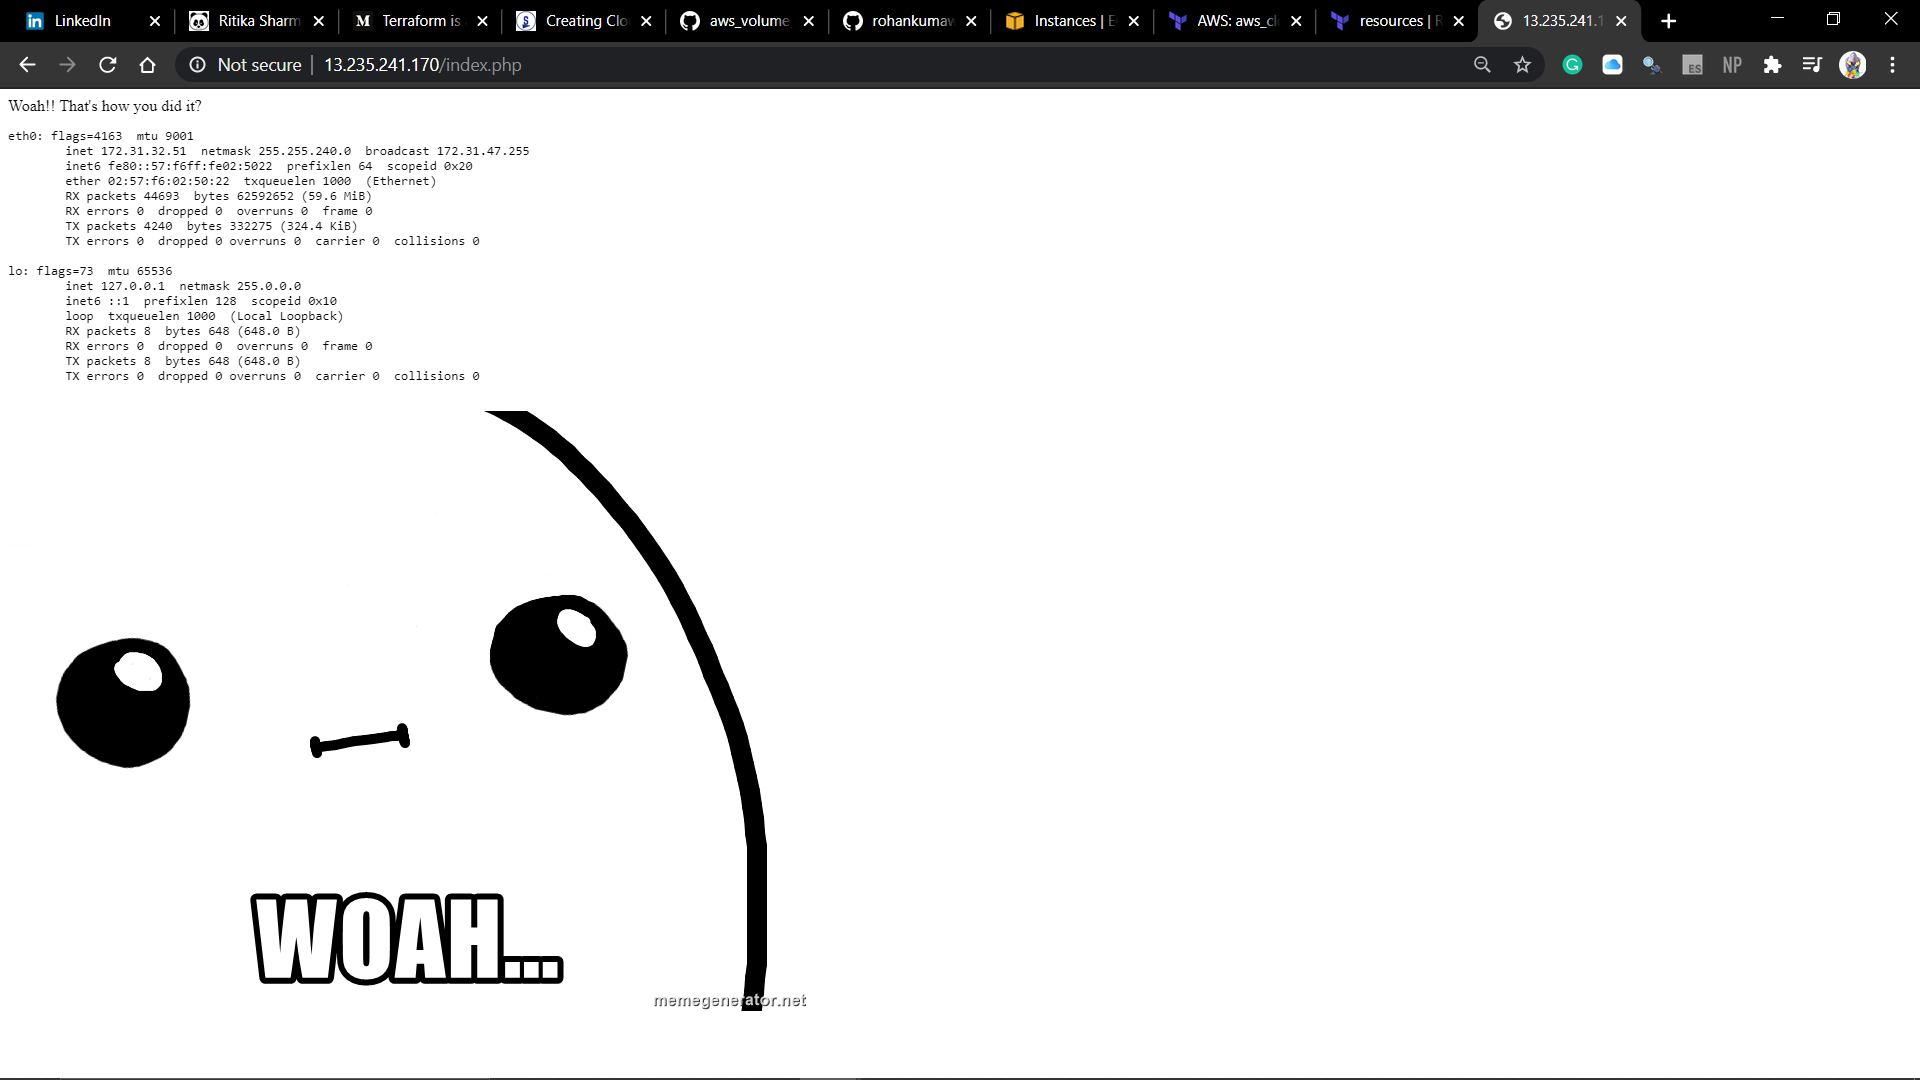 LinkedIn
Ritika Sharm
Terraform is
Creating Clo
aws_volume
rohankumaw
Instances | E
AWS: aws_cl
resources | R
13.235.241.1
Not secure
13.235.241.170/index.php
Woah!! That's how you did it?
eth0: flags=4163  mtu 9001
inet 172.31.32.51  netmask 255.255.240.0  broadcast 172.31.47.255
inet6 fe80::57:f6ff:fe02:5022  prefixlen 64  scopeid 0x20
ether 02:57:f6:02:50:22  txqueuelen 1000  (Ethernet)
RX packets 44693  bytes 62592652 (59.6 MiB)
RX errors 0  dropped 0  overruns 0  frame 0
TX packets 4240  bytes 332275 (324.4 KiB)
TX errors 0  dropped 0 overruns 0  carrier 0  collisions 0
lo: flags=73  mtu 65536
inet 127.0.0.1  netmask 255.0.0.0
inet6 ::1  prefixlen 128  scopeid 0x10
loop  txqueuelen 1000  (Local Loopback)
RX packets 8  bytes 648 (648.0 B)
RX errors 0  dropped 0  overruns 0  frame 0
TX packets 8  bytes 648 (648.0 B)
TX errors 0  dropped 0 overruns 0  carrier 0  collisions 0
WOAH...
memegenerator.net